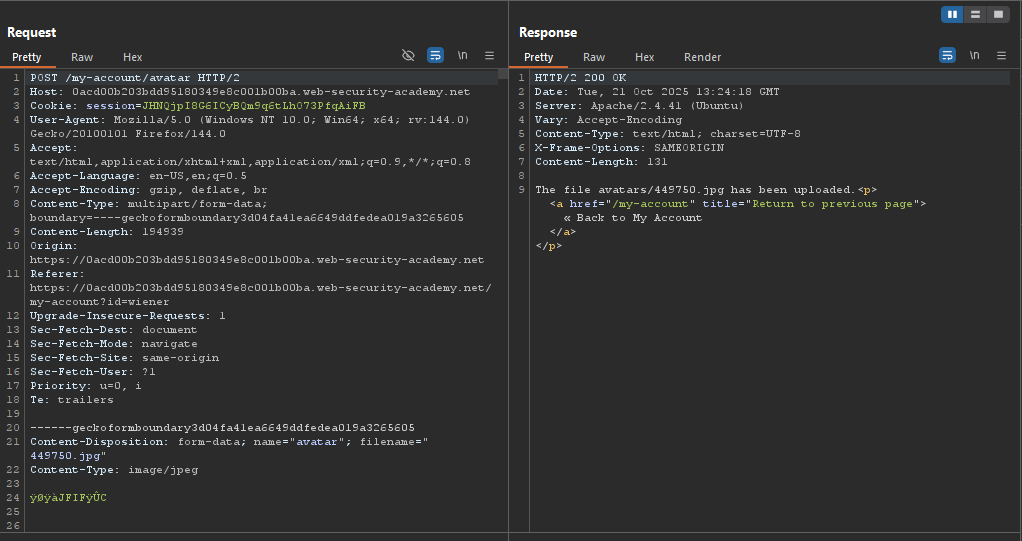 Request
Pretty Raw Hex \n
1 POST /my-account/avatar HTTP/2
2 Host: 0acd00b203bdd95180349e8c001b00ba.web-security-academy.net
3 Cookie: session=JHNQjpI8G6ICyBQm9q6tLhO73PfqAiFB
4 User-Agent: Mozilla/5.0 (Windows NT 10.0; Win64; x64; rv:144.0)
Gecko/20100101 Firefox/144.0
5 Accept:
text/html,application/xhtml+xml,application/xml;q=0.9,*/*;q=0.8
6 Accept-Language: en-US,en;q=0.5
7 Accept-Encoding: gzip, deflate, br
8 Content-Type: multipart/form-data;
boundary=----geckoformboundary3d04fa41ea6649ddfedea019a3265605
9 Content-Length: 194939
10 Origin:
https://0acd00b203bdd95180349e8c001b00ba.web-security-academy.net
11 Referer:
https://0acd00b203bdd95180349e8c001b00ba.web-security-academy.net/
my-account?id=wiener
12 Upgrade-Insecure-Requests: 1
13 Sec-Fetch-Dest: document
14 Sec-Fetch-Mode: navigate
15 Sec-Fetch-Site: same-origin
16 Sec-Fetch-User: ?1
17 Priority: u=0, i
18 Te: trailers
19
20 ------geckoformboundary3d04fa41ea6649ddfedea019a3265605
21 Content-Disposition: form-data; name="avatar"; filename="
449750.jpg"
22 Content-Type: image/jpeg
23
24 ÿØÿàJFIFÿÛC
25
26
Response
Pretty Raw Hex Render \n
1 HTTP/2 200 OK
2 Date: Tue, 21 Oct 2025 13:24:18 GMT
3 Server: Apache/2.4.41 (Ubuntu)
4 Vary: Accept-Encoding
5 Content-Type: text/html; charset=UTF-8
6 X-Frame-Options: SAMEORIGIN
7 Content-Length: 131
8
9 The file avatars/449750.jpg has been uploaded.<p>
<a href="/my-account" title="Return to previous page">
« Back to My Account
</a>
</p>